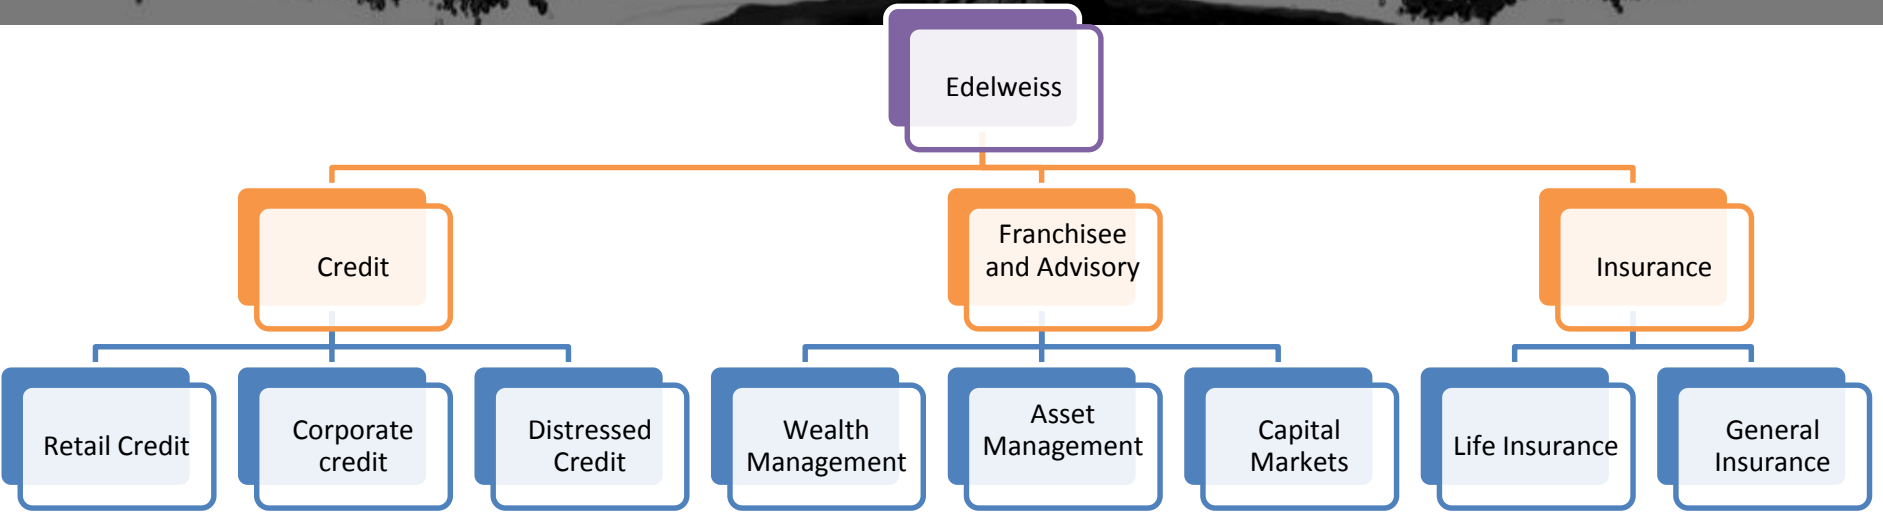 Edelweiss
Credit
Franchisee
and Advisory
Insurance
Retail Credit
Corporate
credit
Distressed
Credit
Wealth
Management
Asset
Management
Capital
Markets
Life Insurance
General
Insurance